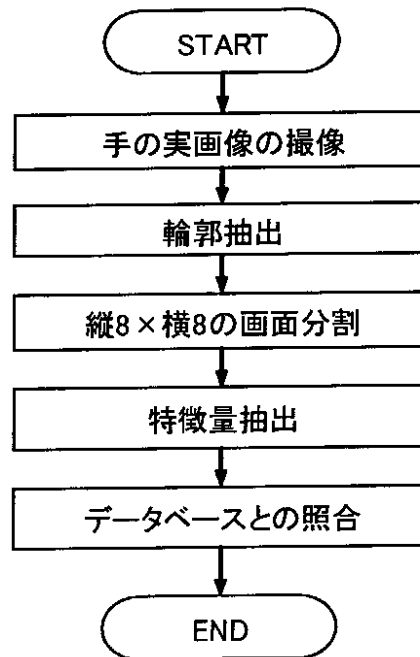 START
手の実画像の撮像
輪郭抽出
縦8×横8の画面分割
特徴量抽出
データベースとの照合
END